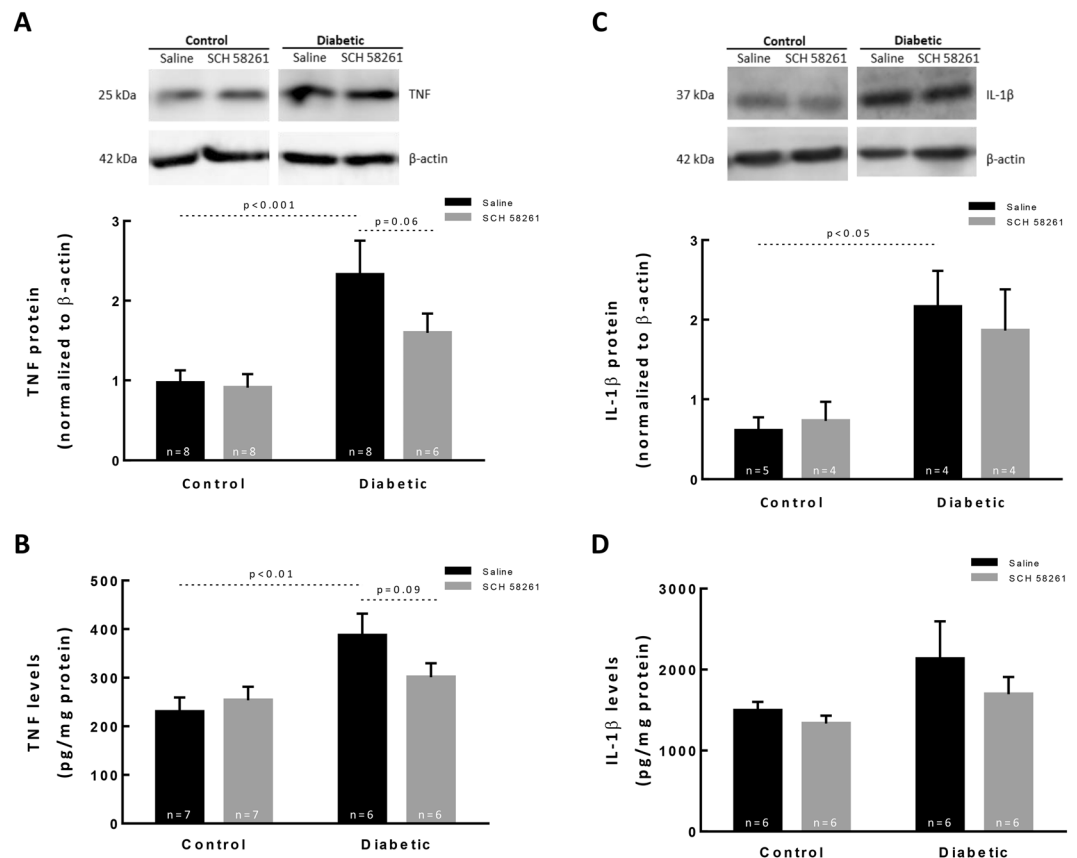 A
Control Diabetic
Saline SCH 58261 Saline SCH 58261
25 kDa TNF
42 kDa β-actin
Saline
SCH 58261
p<0.001
p=0.06
TNF protein
(normalized to β-actin)
3
2
1
0
n=8 n=8 n=8 n=6
Control Diabetic
C
Control Diabetic
Saline SCH 58261 Saline SCH 58261
37 kDa IL-1β
42 kDa β-actin
Saline
SCH 58261
p<0.05
IL-1β protein
(normalized to β-actin)
3
2
1
0
n=5 n=4 n=4 n=4
Control Diabetic
B
Saline
SCH 58261
p<0.01
p=0.09
TNF levels
(pg/mg protein)
500
400
300
200
100
0
n=7 n=7 n=6 n=6
Control Diabetic
D
Saline
SCH 58261
IL-1β levels
(pg/mg protein)
3000
2000
1000
0
n=6 n=6 n=6 n=6
Control Diabetic